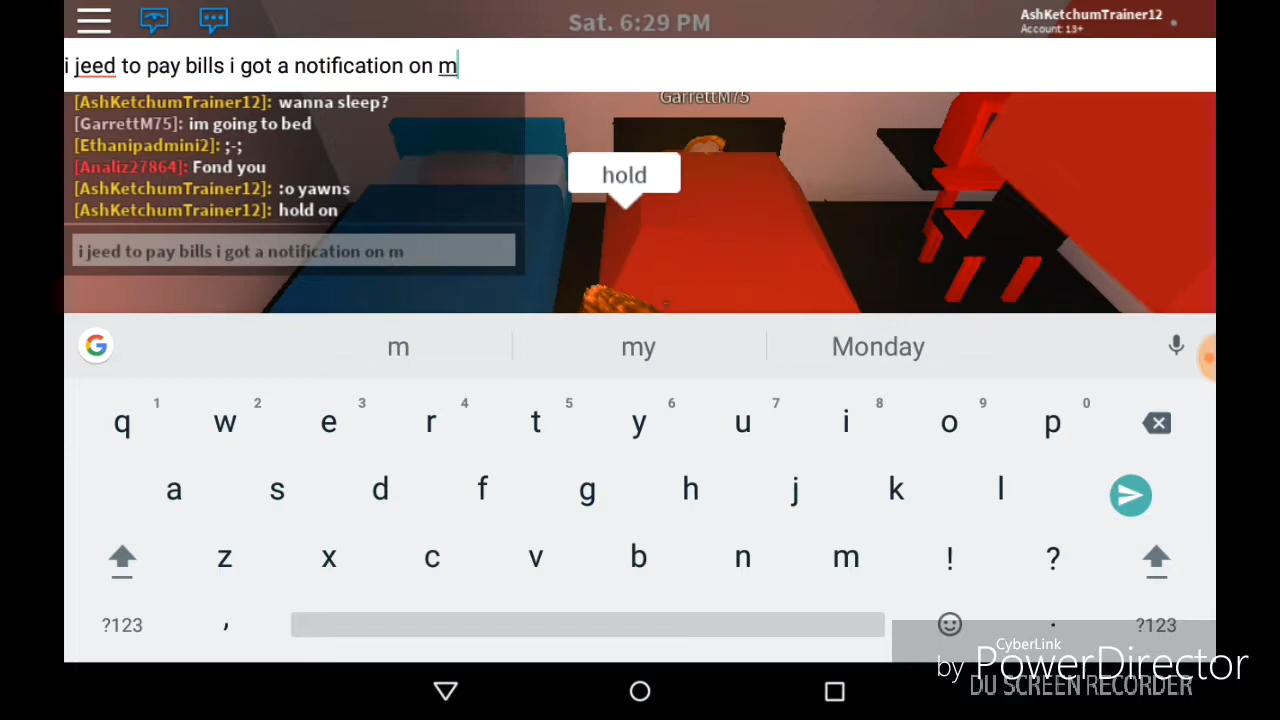 Sat. 6:29 PM
AshKetchumTrainer12
Account: 13+
i jeed to pay bills i got a notification on m
GarrettM75
[AshKetchumTrainer12]: wanna sleep?
[GarrettM75]: im going to bed
[Ethanipadmini2]: ;-;
[Analiz27864]: Fond you
[AshKetchumTrainer12]: :o yawns
[AshKetchumTrainer12]: hold on
hold
i jeed to pay bills i got a notification on m
G m my Monday
1 2 3 4 5 6 7 8 9 0
q w e r t y u i o p
a s d f g h j k l
z x c v b n m ! ?
?123 , . ?123
CyberLink
by PowerDirector
DU SCREEN RECORDER